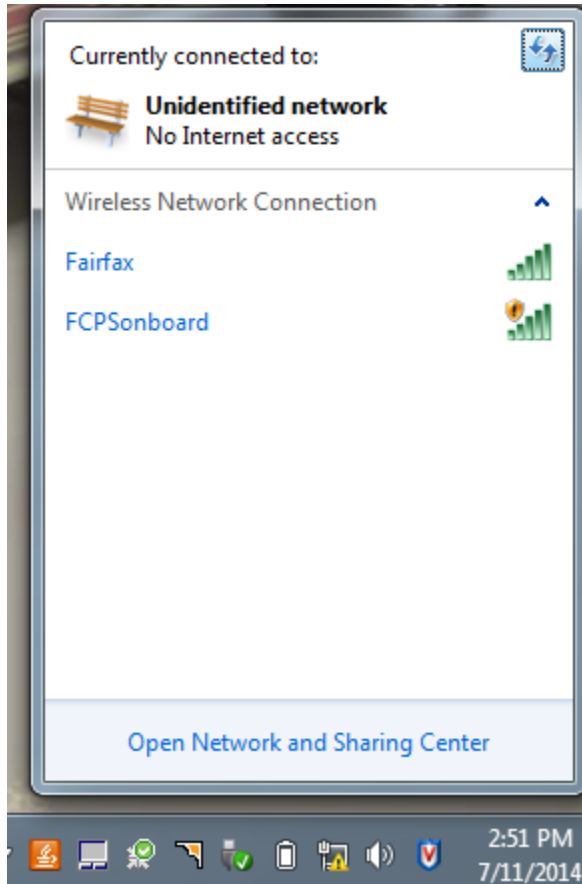 Currently connected to:
Unidentified network
No Internet access
Wireless Network Connection
Fairfax
FCPSonboard
Open Network and Sharing Center
2:51 PM
7/11/2014